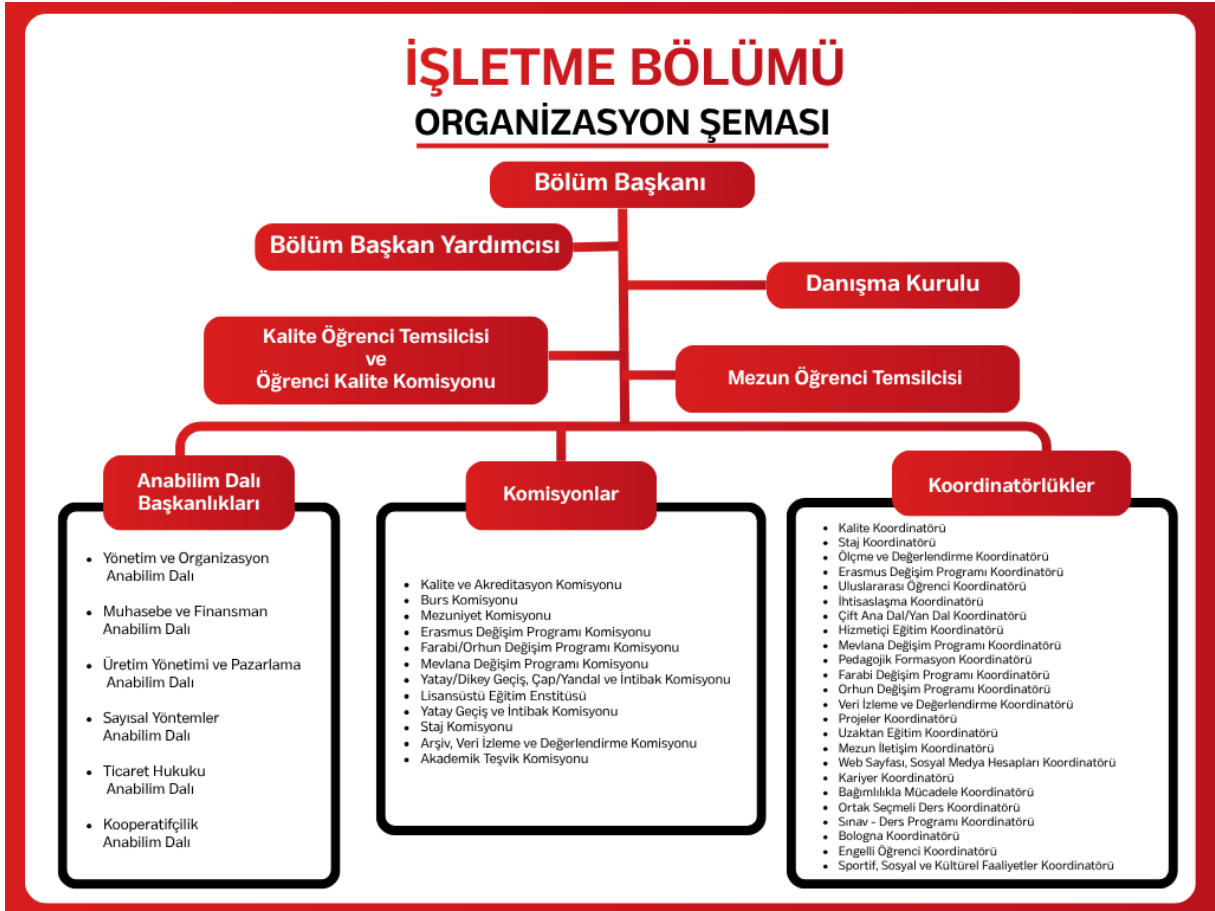 İŞLETME BÖLÜMÜ
ORGANİZASYON ŞEMASI
Bölüm Başkanı
Bölüm Başkan Yardımcısı
Danışma Kurulu
Kalite Öğrenci Temsilcisi
ve
Öğrenci Kalite Komisyonu
Mezun Öğrenci Temsilcisi
Anabilim Dalı
Başkanlıkları
• Yönetim ve Organizasyon
Anabilim Dalı
• Muhasebe ve Finansman
Anabilim Dalı
• Üretim Yönetimi ve Pazarlama
Anabilim Dalı
• Sayısal Yöntemler
Anabilim Dalı
• Ticaret Hukuku
Anabilim Dalı
• Kooperatifçilik
Anabilim Dalı
Komisyonlar
• Kalite ve Akreditasyon Komisyonu
• Burs Komisyonu
• Mezuniyet Komisyonu
• Erasmus Değişim Programı Komisyonu
• Farabi/Orhun Değişim Programı Komisyonu
• Mevlana Değişim Programı Komisyonu
• Yatay/Dikey Geçiş, Çap/Yandal ve İntibak Komisyonu
• Lisansüstü Eğitim Enstitüsü
• Yatay Geçiş ve İntibak Komisyonu
• Staj Komisyonu
• Arşiv, Veri İzleme ve Değerlendirme Komisyonu
• Akademik Teşvik Komisyonu
Koordinatörlükler
• Kalite Koordinatörü
• Staj Koordinatörü
• Ölçme ve Değerlendirme Koordinatörü
• Erasmus Değişim Programı Koordinatörü
• Uluslararası Öğrenci Koordinatörü
• İhtisaslaşma Koordinatörü
• Çift Ana Dal/Yan Dal Koordinatörü
• Hizmetiçi Eğitim Koordinatörü
• Mevlana Değişim Programı Koordinatörü
• Pedagojik Formasyon Koordinatörü
• Farabi Değişim Programı Koordinatörü
• Orhun Değişim Programı Koordinatörü
• Veri İzleme ve Değerlendirme Koordinatörü
• Projeler Koordinatörü
• Uzaktan Eğitim Koordinatörü
• Mezun İletişim Koordinatörü
• Web Sayfası, Sosyal Medya Hesapları Koordinatörü
• Kariyer Koordinatörü
• Bağımlılıkla Mücadele Koordinatörü
• Ortak Seçmeli Ders Koordinatörü
• Sınav - Ders Programı Koordinatörü
• Bologna Koordinatörü
• Engelli Öğrenci Koordinatörü
• Sportif, Sosyal ve Kültürel Faaliyetler Koordinatörü